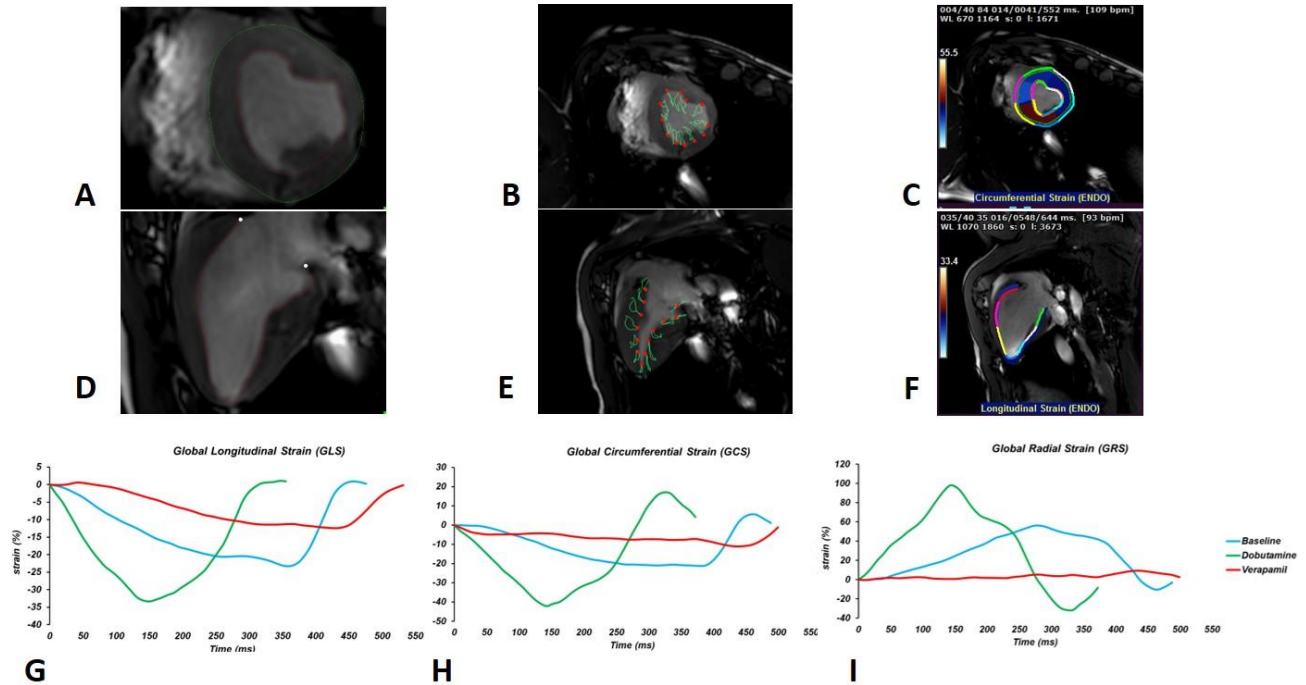 A
B
004/40 84 014/0041/552 ms. [109 bpm]
WL 670 1164 s: 0 l: 1671
55.5
C
Circumferential Strain (ENDO)
D
E
035/40 35 016/0548/644 ms. [93 bpm]
WL 1070 1860 s: 0 l: 3673
33.4
F
Longitudinal Strain (ENDO)
Global Longitudinal Strain (GLS)
5
0
-5
-10
-15
-20
-25
-30
-35
-40
strain (%)
0 50 100 150 200 250 300 350 400 450 500 550
Time (ms)
G
Global Circumferential Strain (GCS)
30
20
10
0
-10
-20
-30
-40
-50
strain (%)
0 50 100 150 200 250 300 350 400 450 500 550
Time (ms)
H
Global Radial Strain (GRS)
120
100
80
60
40
20
0
-20
-40
strain (%)
0 50 100 150 200 250 300 350 400 450 500 550
Time (ms)
I
Baseline
Dobutamine
Verapamil